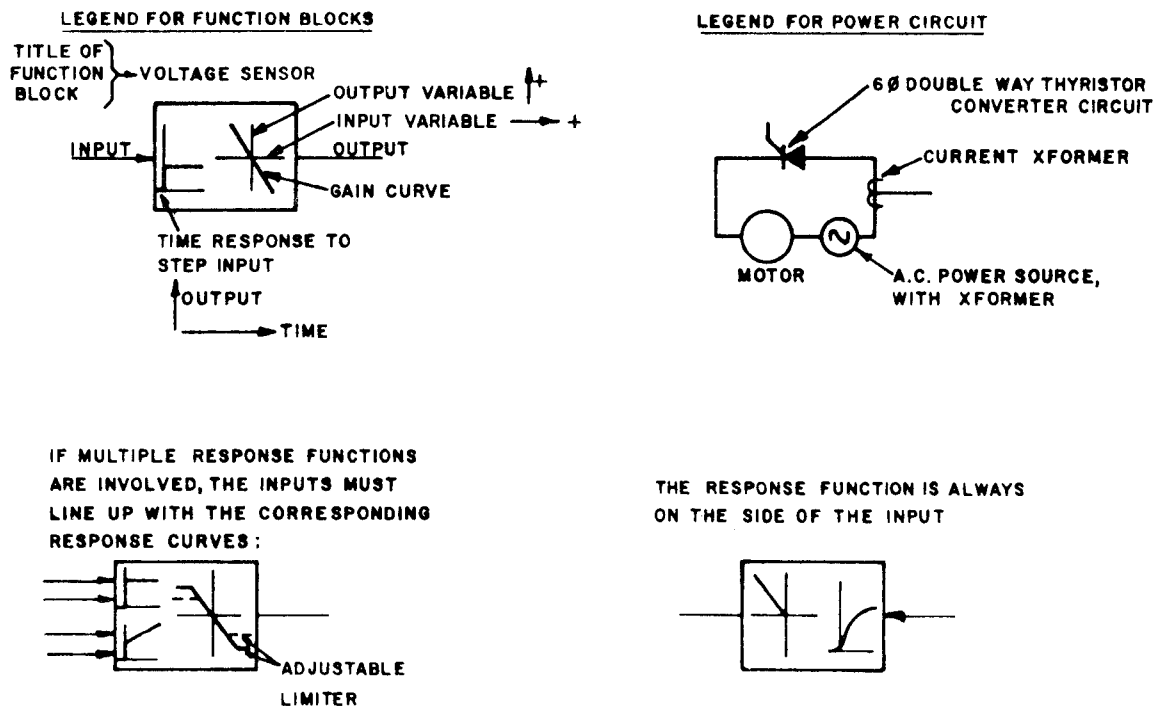 LEGEND FOR FUNCTION BLOCKS
TITLE OF
FUNCTION
BLOCK
VOLTAGE SENSOR
OUTPUT VARIABLE +
INPUT VARIABLE +
INPUT
OUTPUT
GAIN CURVE
TIME RESPONSE TO
STEP INPUT
OUTPUT
TIME
LEGEND FOR POWER CIRCUIT
6Ø DOUBLE WAY THYRISTOR
CONVERTER CIRCUIT
CURRENT XFORMER
MOTOR
A.C. POWER SOURCE,
WITH XFORMER
IF MULTIPLE RESPONSE FUNCTIONS
ARE INVOLVED, THE INPUTS MUST
LINE UP WITH THE CORRESPONDING
RESPONSE CURVES:
ADJUSTABLE
LIMITER
THE RESPONSE FUNCTION IS ALWAYS
ON THE SIDE OF THE INPUT